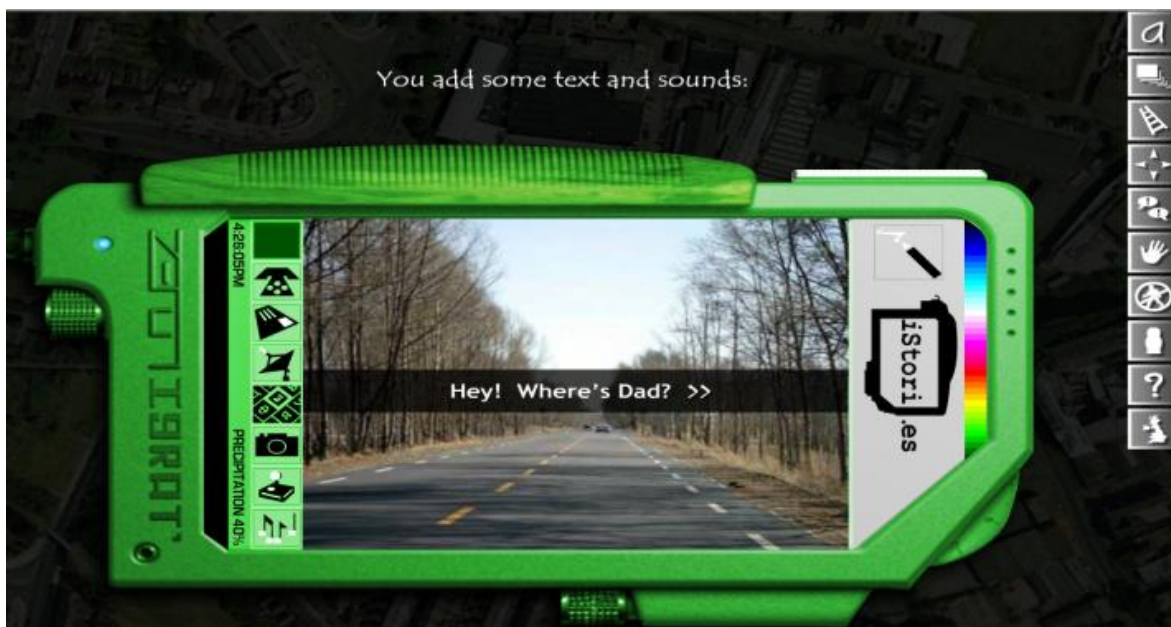 You add some text and sounds:
4:26:05PM
PRECIPITATION 40%
Hey! Where's Dad? >>
iStori.es
?